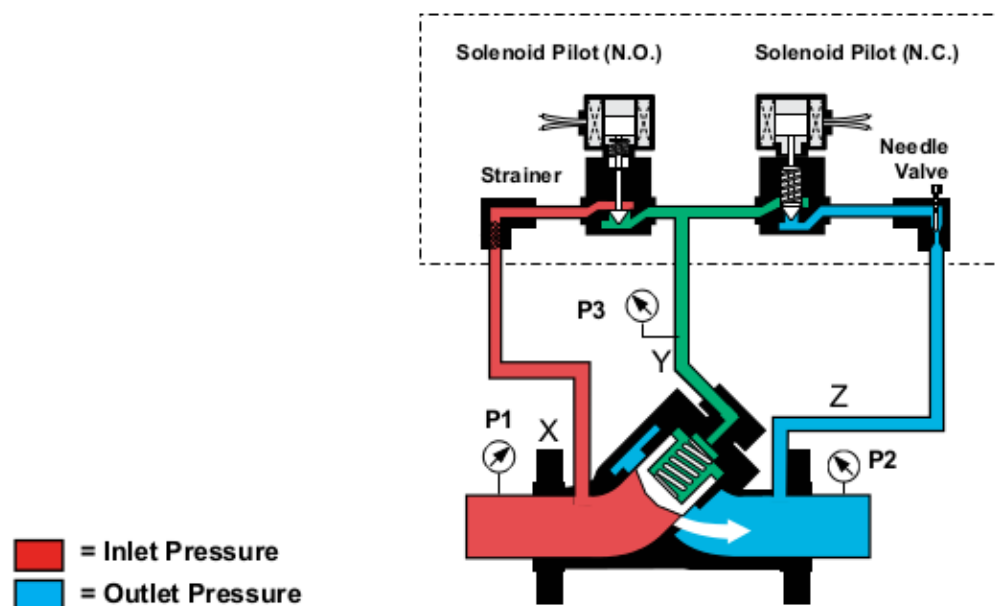 Solenoid Pilot (N.O.)
Solenoid Pilot (N.C.)
Needle
Valve
Strainer
P3
Y
Z
P1
X
P2
= Inlet Pressure
= Outlet Pressure